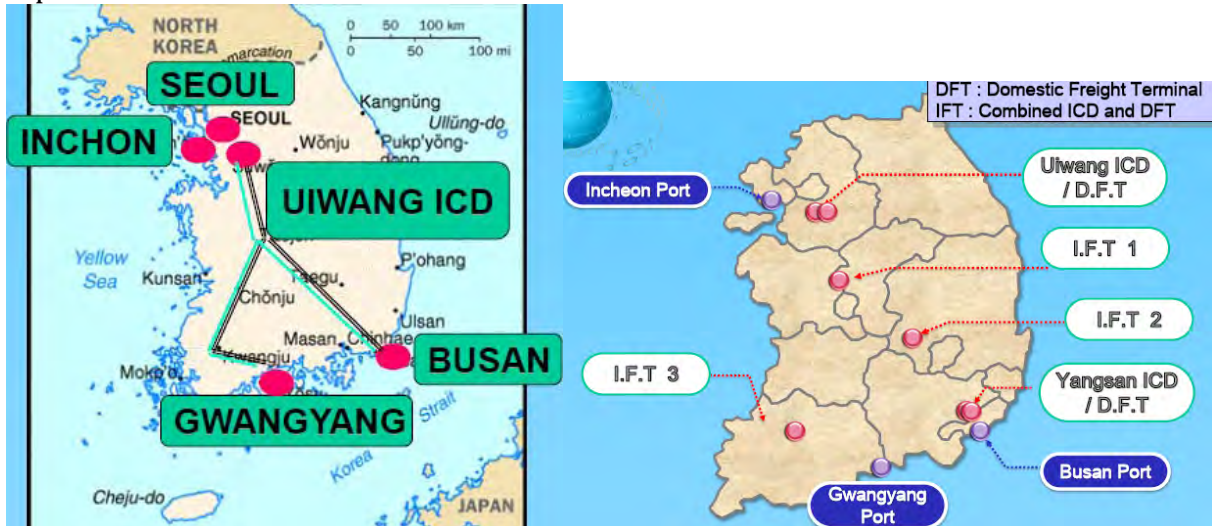 NORTH
KOREA
0 50 100 km
0 50 100 mi
SEOUL
SEOUL
Kangnŭng
Ullŭng-do
INCHON
Wŏnju
Pukp'yŏng-
UIWANG ICD
Yellow
Sea
Kunsan
Taegu
P'ohang
Chŏnju
Ulsan
Masan
Chinhae
BUSAN
GWANGYANG
Korea
Strait
Cheju-do
JAPAN
DFT : Domestic Freight Terminal
IFT : Combined ICD and DFT
Uiwang ICD
/ D.F.T
Incheon Port
I.F.T 1
I.F.T 2
I.F.T 3
Yangsan ICD
/ D.F.T
Busan Port
Gwangyang
Port